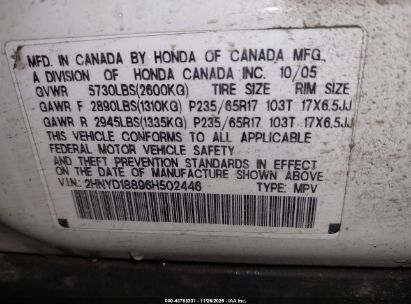 MFD. IN CANADA BY HONDA OF CANADA MFG.,
A DIVISION OF HONDA CANADA INC. 10/05
GVWR 5730LBS(2600KG) TIRE SIZE RIM SIZE
GAWR F 2890LBS(1310KG) P235/65R17 103T 17X6.5JJ
GAWR R 2945LBS(1335KG) P235/65R17 103T 17X6.5JJ
THIS VEHICLE CONFORMS TO ALL APPLICABLE
FEDERAL MOTOR VEHICLE SAFETY
AND THEFT PREVENTION STANDARDS IN EFFECT
ON THE DATE OF MANUFACTURE SHOWN ABOVE
V.I.N.: 2HNYD18896H502446 TYPE: MPV